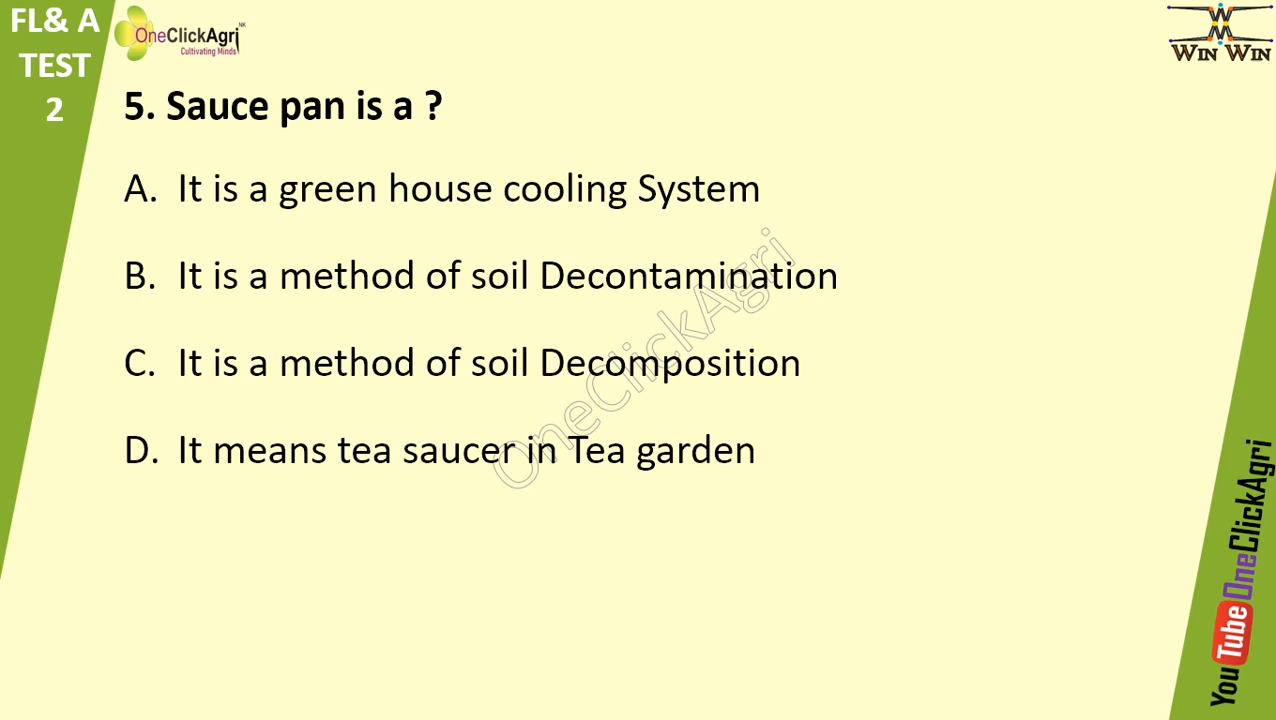 FL& A
TEST
2
OneClickAgri NK
Cultivating Minds
WIN WIN
5. Sauce pan is a ?
A. It is a green house cooling System
B. It is a method of soil Decontamination
C. It is a method of soil Decomposition
D. It means tea saucer in Tea garden
OneClickAgri
YouTube OneClickAgri